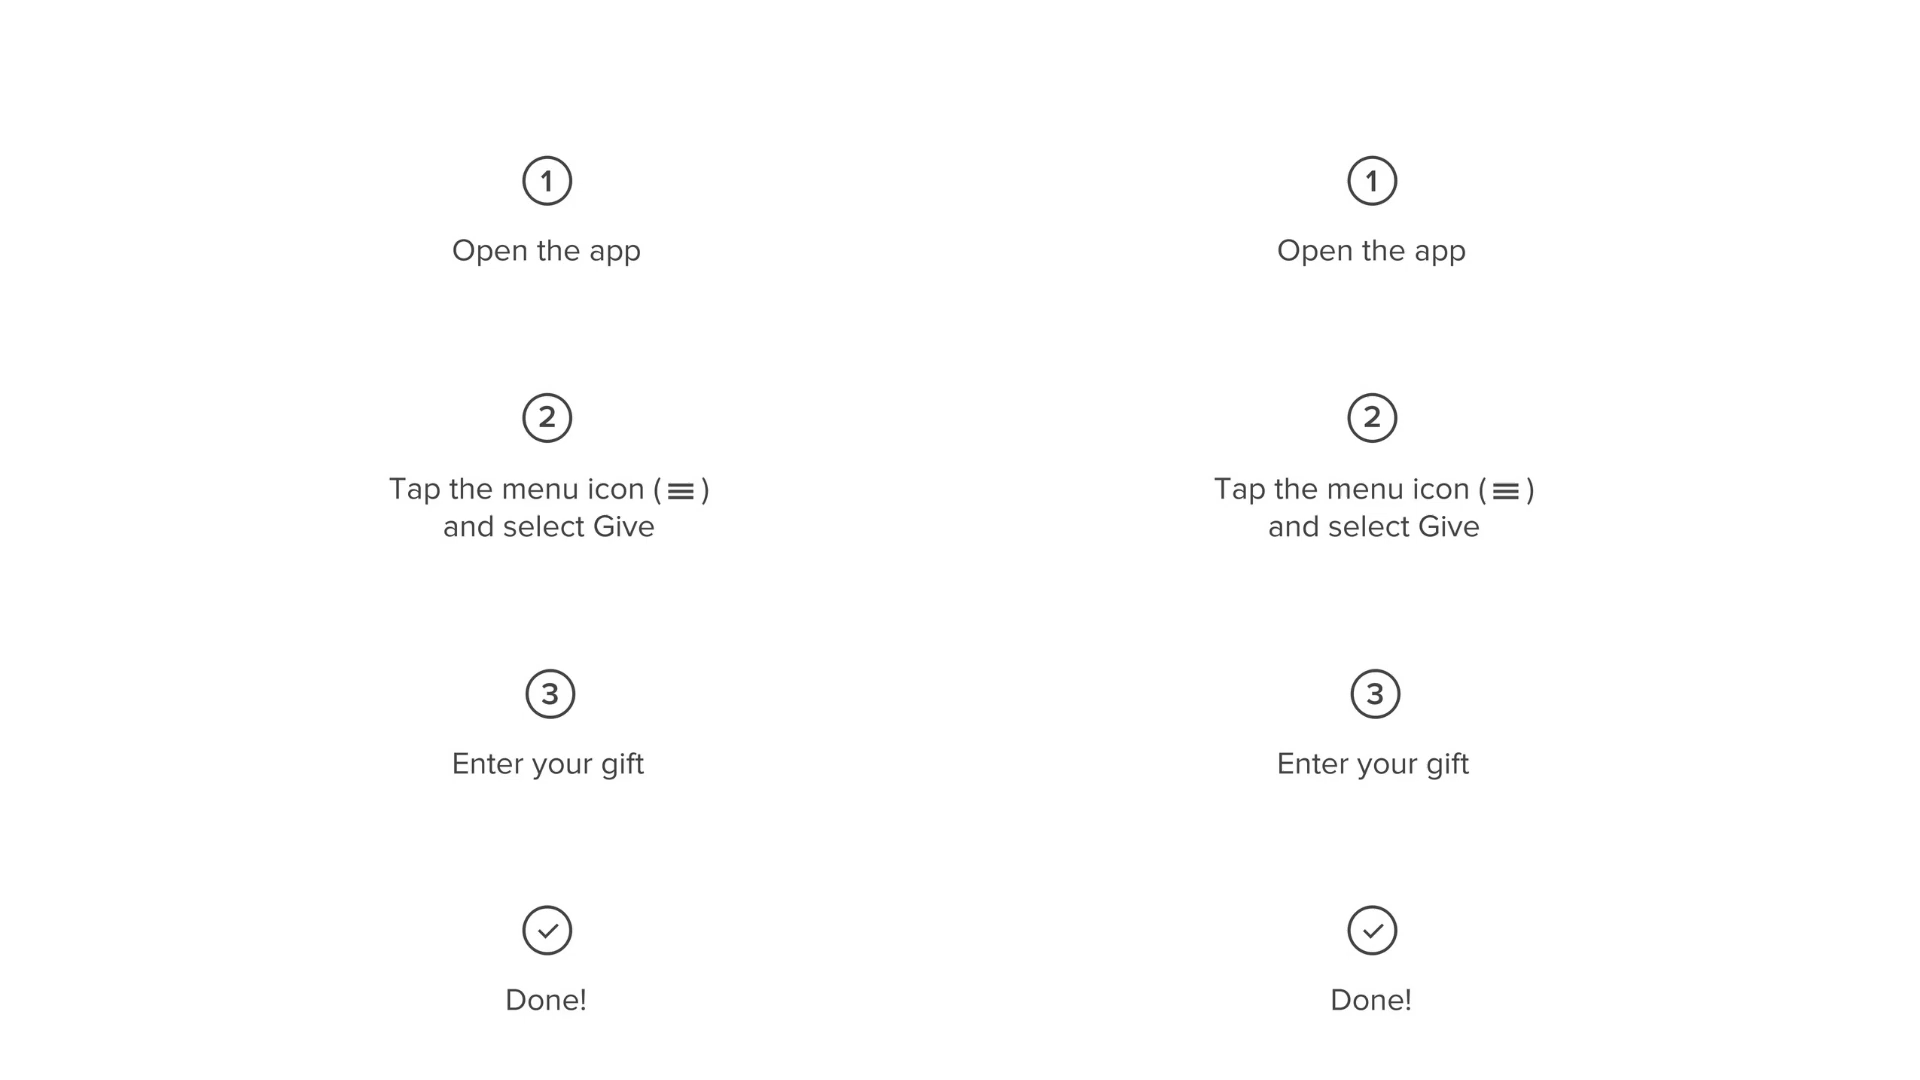 1
Open the app
2
Tap the menu icon (≡)
and select Give
3
Enter your gift
Done!
1
Open the app
2
Tap the menu icon (≡)
and select Give
3
Enter your gift
Done!